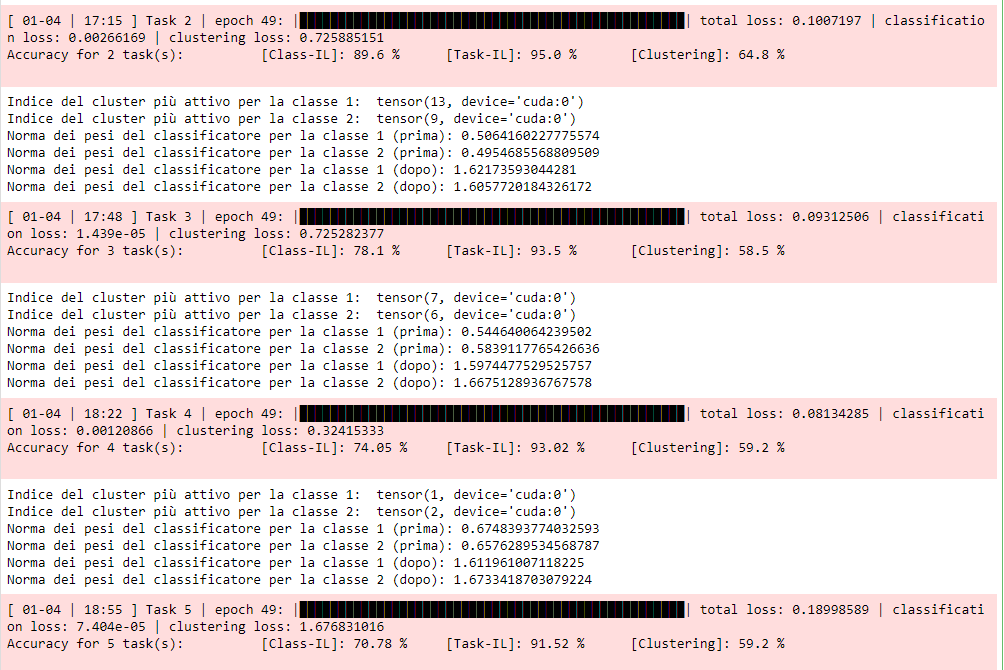 [ 01-04 | 17:15 ] Task 2 | epoch 49: |████████████████████████████████████████████████| total loss: 0.1007197 | classificatio
n loss: 0.00266169 | clustering loss: 0.725885151
Accuracy for 2 task(s): [Class-IL]: 89.6 % [Task-IL]: 95.0 % [Clustering]: 64.8 %
Indice del cluster più attivo per la classe 1: tensor(13, device='cuda:0')
Indice del cluster più attivo per la classe 2: tensor(9, device='cuda:0')
Norma dei pesi del classificatore per la classe 1 (prima): 0.5064160227775574
Norma dei pesi del classificatore per la classe 2 (prima): 0.4954685568809509
Norma dei pesi del classificatore per la classe 1 (dopo): 1.62173593044281
Norma dei pesi del classificatore per la classe 2 (dopo): 1.6057720184326172
[ 01-04 | 17:48 ] Task 3 | epoch 49: |████████████████████████████████████████████████| total loss: 0.09312506 | classificati
on loss: 1.439e-05 | clustering loss: 0.725282377
Accuracy for 3 task(s): [Class-IL]: 78.1 % [Task-IL]: 93.5 % [Clustering]: 58.5 %
Indice del cluster più attivo per la classe 1: tensor(7, device='cuda:0')
Indice del cluster più attivo per la classe 2: tensor(6, device='cuda:0')
Norma dei pesi del classificatore per la classe 1 (prima): 0.544640064239502
Norma dei pesi del classificatore per la classe 2 (prima): 0.5839117765426636
Norma dei pesi del classificatore per la classe 1 (dopo): 1.5974477529525757
Norma dei pesi del classificatore per la classe 2 (dopo): 1.6675128936767578
[ 01-04 | 18:22 ] Task 4 | epoch 49: |████████████████████████████████████████████████| total loss: 0.08134285 | classificati
on loss: 0.00120866 | clustering loss: 0.32415333
Accuracy for 4 task(s): [Class-IL]: 74.05 % [Task-IL]: 93.02 % [Clustering]: 59.2 %
Indice del cluster più attivo per la classe 1: tensor(1, device='cuda:0')
Indice del cluster più attivo per la classe 2: tensor(2, device='cuda:0')
Norma dei pesi del classificatore per la classe 1 (prima): 0.6748393774032593
Norma dei pesi del classificatore per la classe 2 (prima): 0.6576289534568787
Norma dei pesi del classificatore per la classe 1 (dopo): 1.611961007118225
Norma dei pesi del classificatore per la classe 2 (dopo): 1.6733418703079224
[ 01-04 | 18:55 ] Task 5 | epoch 49: |████████████████████████████████████████████████| total loss: 0.18998589 | classificati
on loss: 7.404e-05 | clustering loss: 1.676831016
Accuracy for 5 task(s): [Class-IL]: 70.78 % [Task-IL]: 91.52 % [Clustering]: 59.2 %